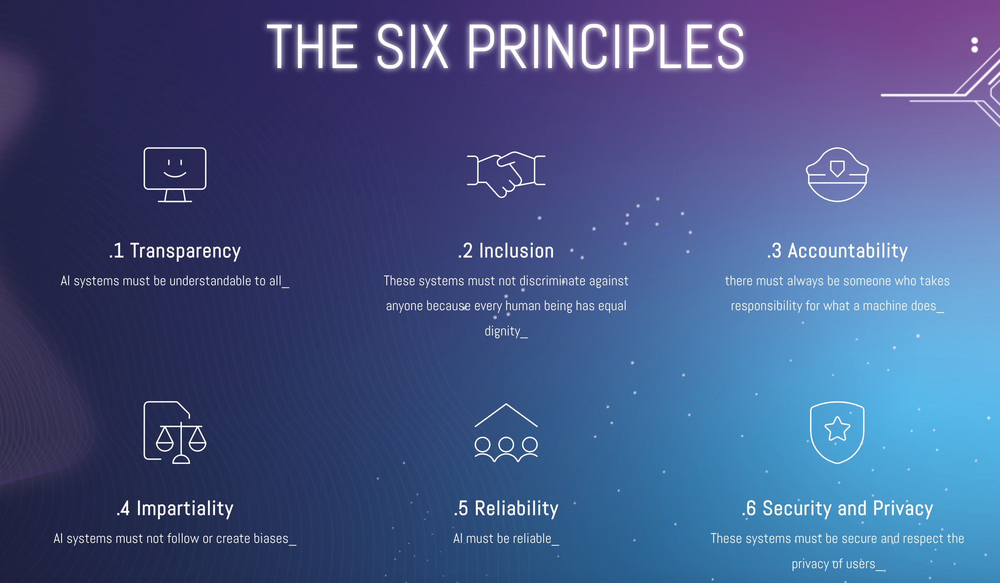 THE SIX PRINCIPLES
.1 Transparency
AI systems must be understandable to all_
.2 Inclusion
These systems must not discriminate against
anyone because every human being has equal
dignity_
.3 Accountability
there must always be someone who takes
responsibility for what a machine does_
.4 Impartiality
AI systems must not follow or create biases_
.5 Reliability
AI must be reliable_
.6 Security and Privacy
These systems must be secure and respect the
privacy of users_